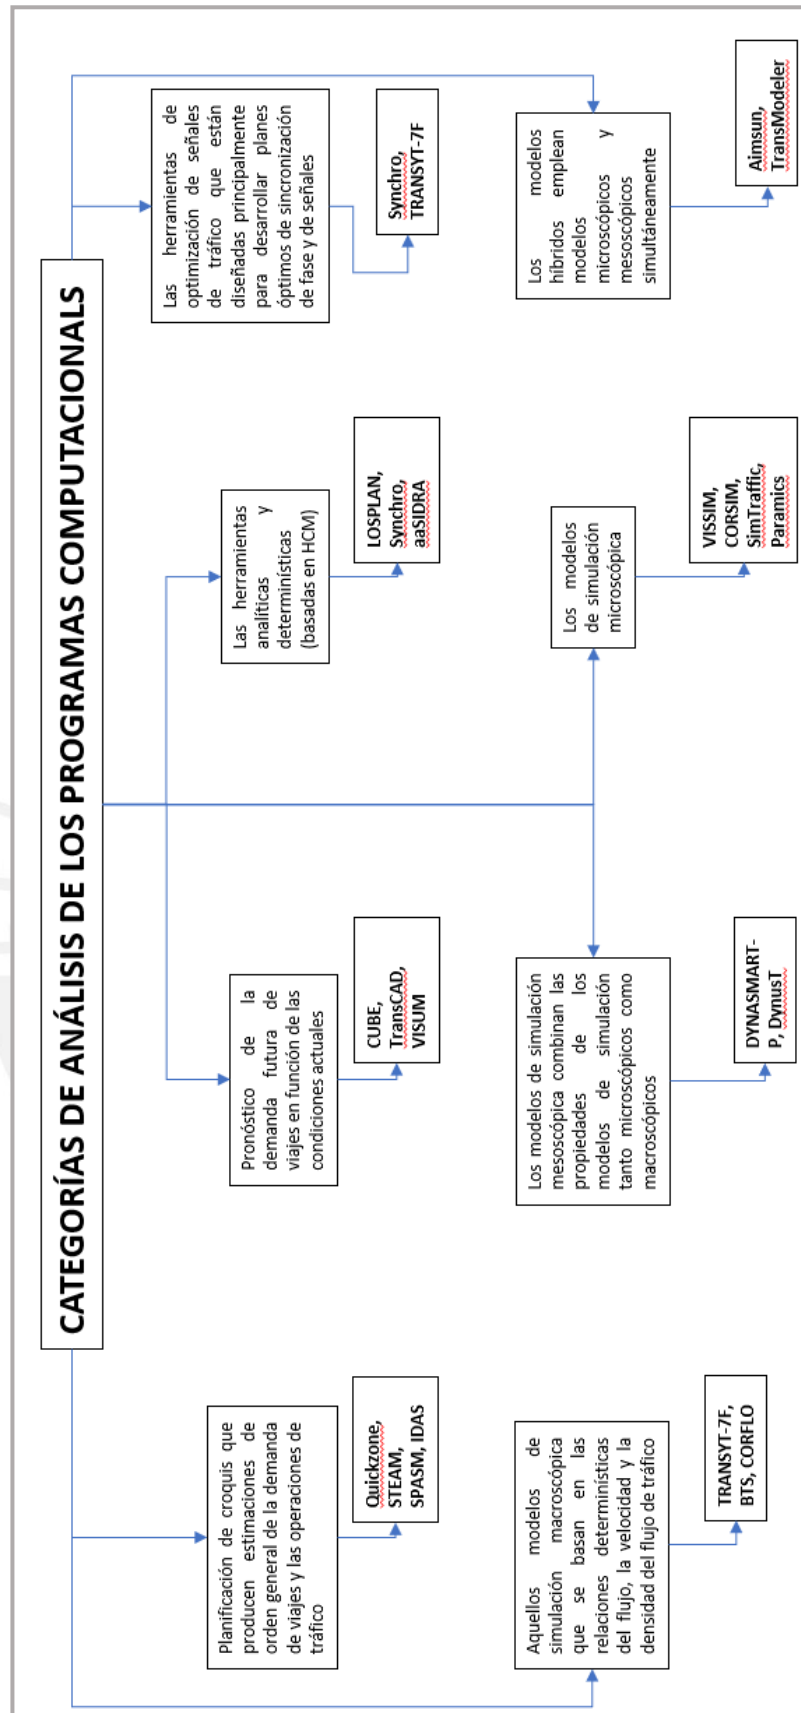 CATEGORÍAS DE ANÁLISIS DE LOS PROGRAMAS COMPUTACIONALS
Planificación de croquis que
producen estimaciones de
orden general de la demanda
de viajes y las operaciones de
tráfico
Quickzone,
STEAM,
SPASM, IDAS
Pronóstico de la
demanda futura de
viajes en función de las
condiciones actuales
CUBE,
TransCAD,
VISUM
Las herramientas
analíticas y
determinísticas
(basadas en HCM)
LOSPLAN,
Synchro,
aaSIDRA
Las herramientas de
optimización de señales
de tráfico que están
diseñadas principalmente
para desarrollar planes
óptimos de sincronización
de fase y de señales
Synchro,
TRANSYT-7F
Aquellos modelos de
simulación macroscópica
que se basan en las
relaciones determinísticas
del flujo, la velocidad y la
densidad del flujo de tráfico
TRANSYT-7F,
BTS, CORFLO
Los modelos de simulación
mesoscópica combinan las
propiedades de los
modelos de simulación
tanto microscópicos como
macroscópicos
DYNASMART-
P, DynusT
Los modelos
de simulación
microscópica
VISSIM,
CORSIM,
SimTraffic,
Paramics
Los modelos
híbridos emplean
modelos
microscópicos y
mesoscópicos
simultáneamente
Aimsun,
TransModeler